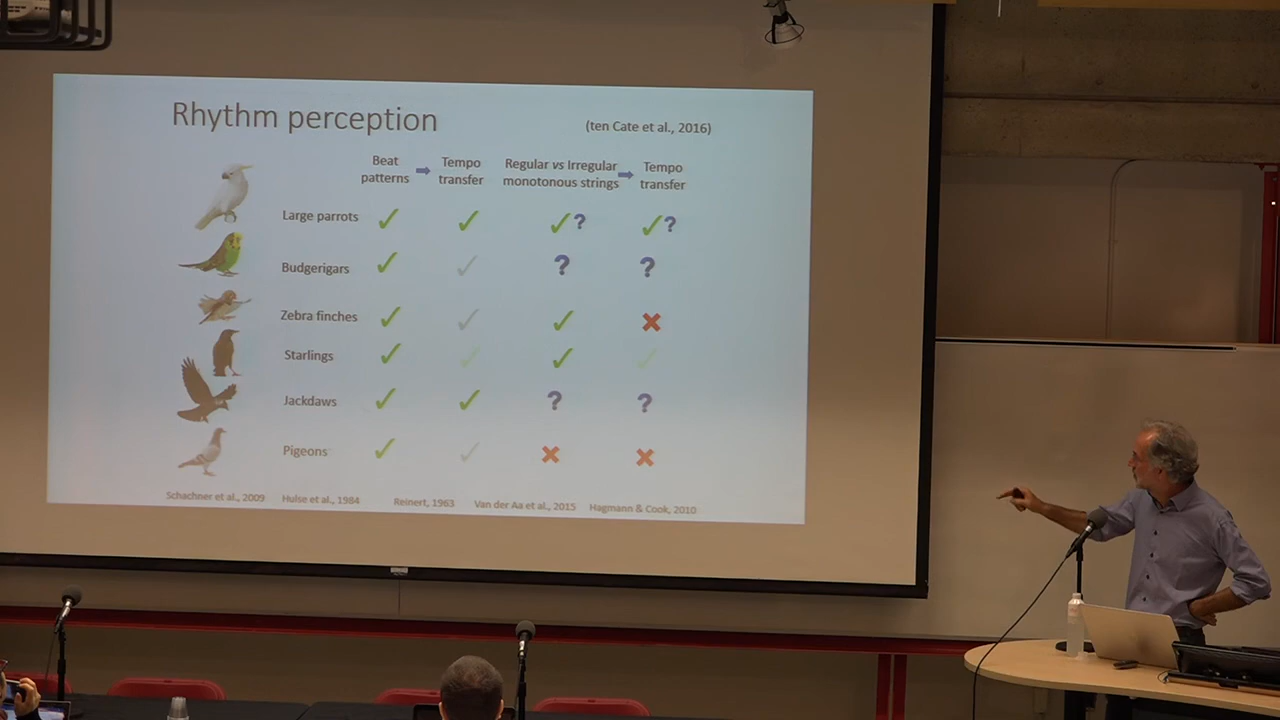 Rhythm perception
(ten Cate et al., 2016)
Beat patterns
Tempo transfer
Regular vs Irregular monotonous strings
Tempo transfer
Large parrots ✓ ✓ ✓? ✓?
Budgerigars ✓ ✓ ? ?
Zebra finches ✓ ✓ ✓ ✗
Starlings ✓ ✓ ✓ ✓
Jackdaws ✓ ✓ ? ?
Pigeons ✓ ✓ ✗ ✗
Schachner et al., 2009 Hulse et al., 1984 Reinert, 1963 Van der Aa et al., 2015 Hagmann & Cook, 2010